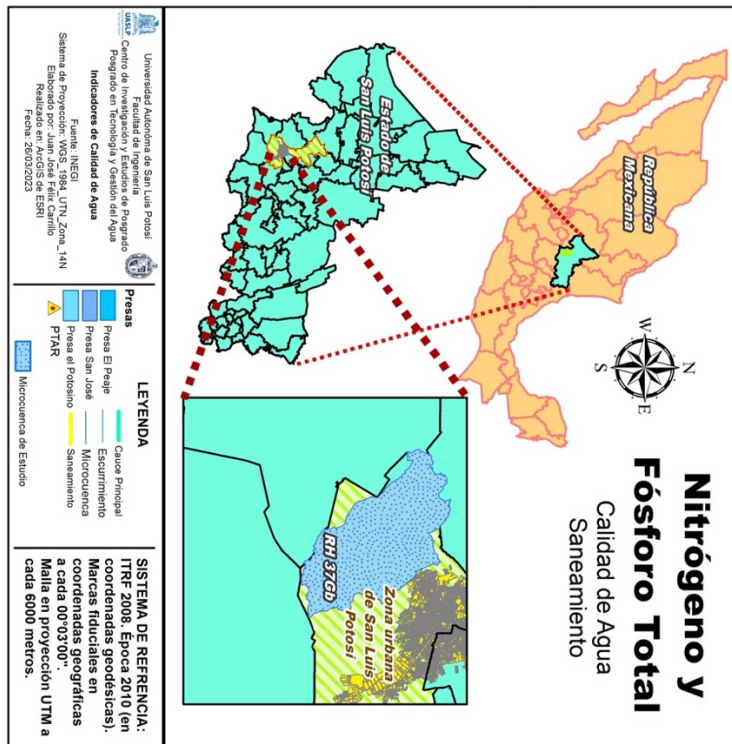 Nitrógeno y
Fósforo Total
Calidad de Agua
Saneamiento
N
W
E
S
República
Mexicana
Estado de
San Luis Potosí
RH 37Gb
Zona urbana
de San Luis
Potosí
UASLP
Universidad Autonóma de San Luis Potosí
Facultad de Ingeniería
Centro de Investigación y Estudios de Posgrado
Posgrado en Tecnología y Gestión del Agua
Indicadores de Calidad de Agua
Fuente: INEGI
Sistema de Proyección: WGS_1984_UTN_Zona_14N
Elaborado por: Juan José Félix Carrillo
Realizado en: ArcGIS de ESRI
Fecha: 26/03/2023
LEYENDA
Presas
Presa El Peaje
Presa San José
Presa el Potosino
PTAR
Cauce Principal
Escurrimiento
Microcuenca
Saneamiento
Microcuenca de Estudio
SISTEMA DE REFRENCIA:
ITRF 2008. Época 2010 (en
coordenadas geodésicas).
Marcas fiduciales en
coordenadas geográficas
a cada 00°03'00".
Malla en proyección UTM a
cada 6000 metros.